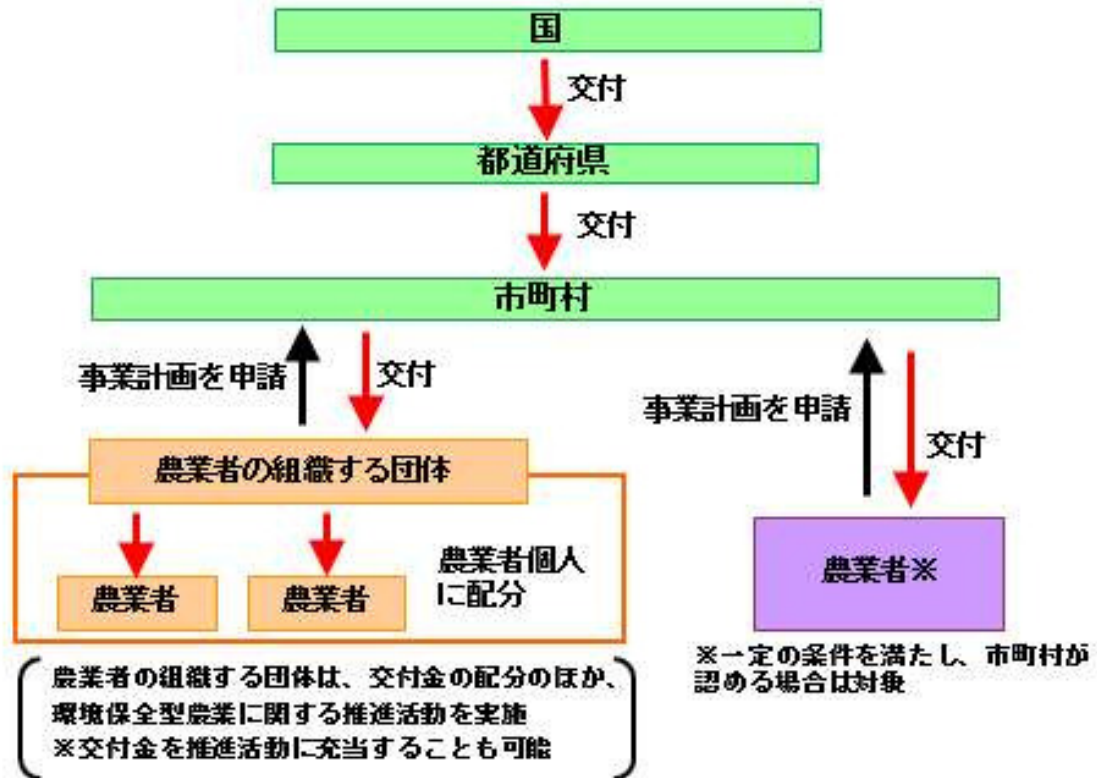 国
交付
都道府県
交付
市町村
事業計画を申請
交付
事業計画を申請
交付
農業者の組織する団体
農業者
農業者
農業者個人
に配分
農業者※
農業者の組織する団体は、交付金の配分のほか、
環境保全型農業に関する推進活動を実施
※交付金を推進活動に充当することも可能
※一定の条件を満たし、市町村が
認める場合は対象